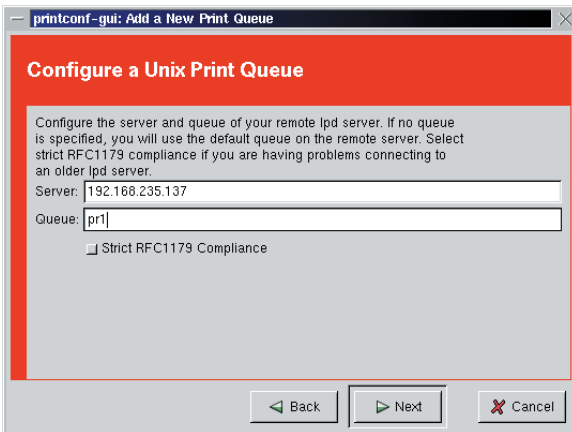 printconf-gui: Add a New Print Queue
Configure a Unix Print Queue
Configure the server and queue of your remote lpd server. If no queue
is specified, you will use the default queue on the remote server. Select
strict RFC1179 compliance if you are having problems connecting to
an older lpd server.
Server: 192.168.235.137
Queue: pr1
Strict RFC1179 Compliance
Back Next Cancel